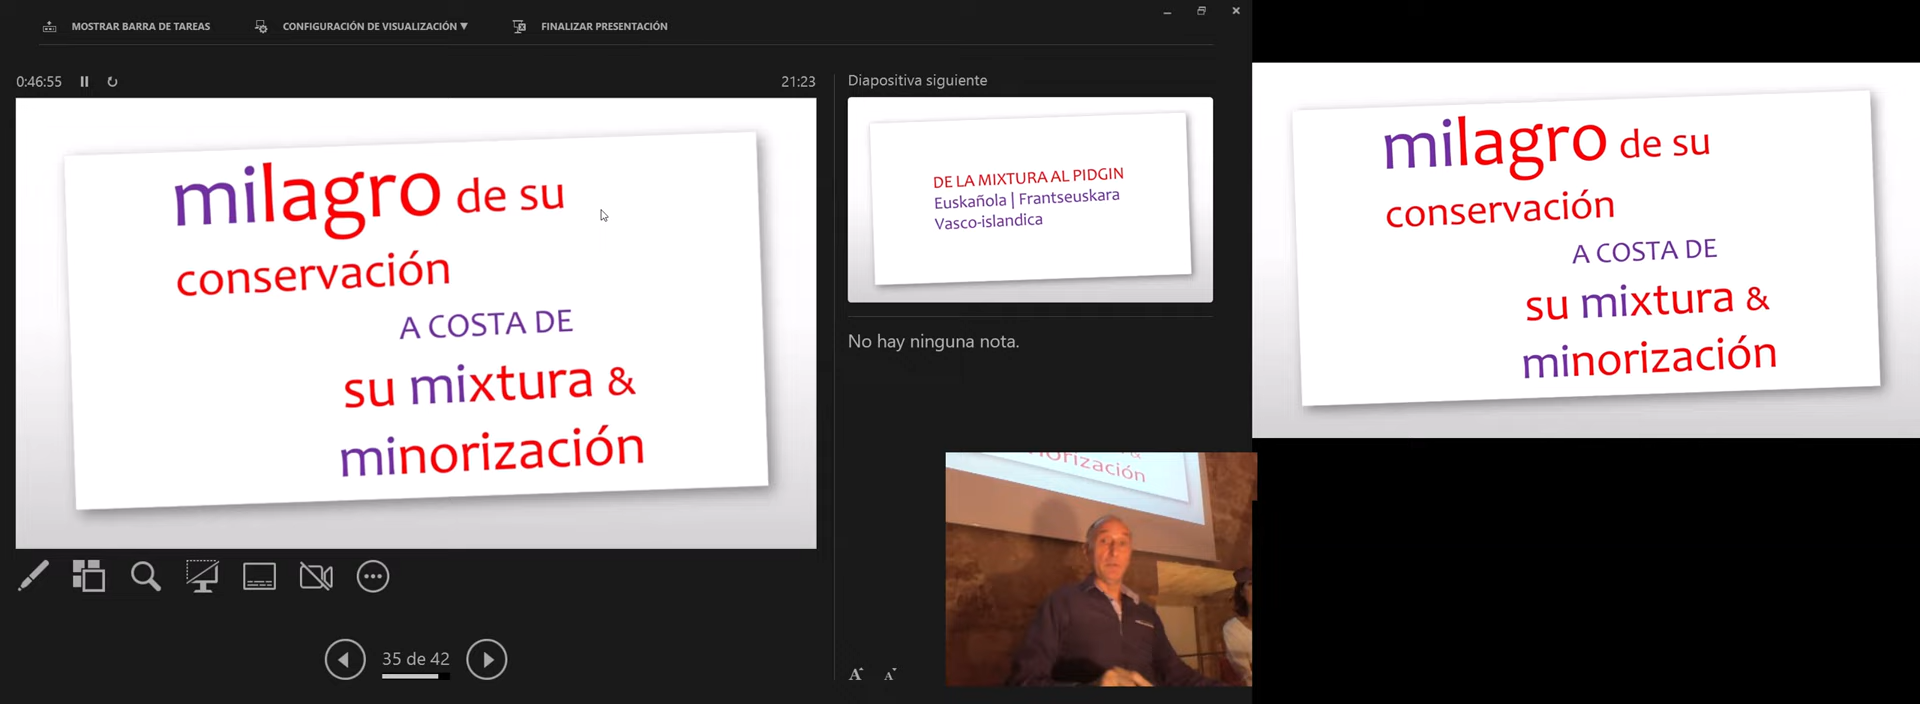 MOSTRAR BARRA DE TAREAS
CONFIGURACIÓN DE VISUALIZACIÓN ▼
FINALIZAR PRESENTACIÓN
0:46:55
21:23
milagro de su
conservación
A COSTA DE
su mixtura &
minorización
35 de 42
Diapositiva siguiente
DE LA MIXTURA AL PIDGIN
Euskañola | Frantseuskara
Vasco-islandica
No hay ninguna nota.
A A
&
norización
milagro de su
conservación
A COSTA DE
su mixtura &
minorización